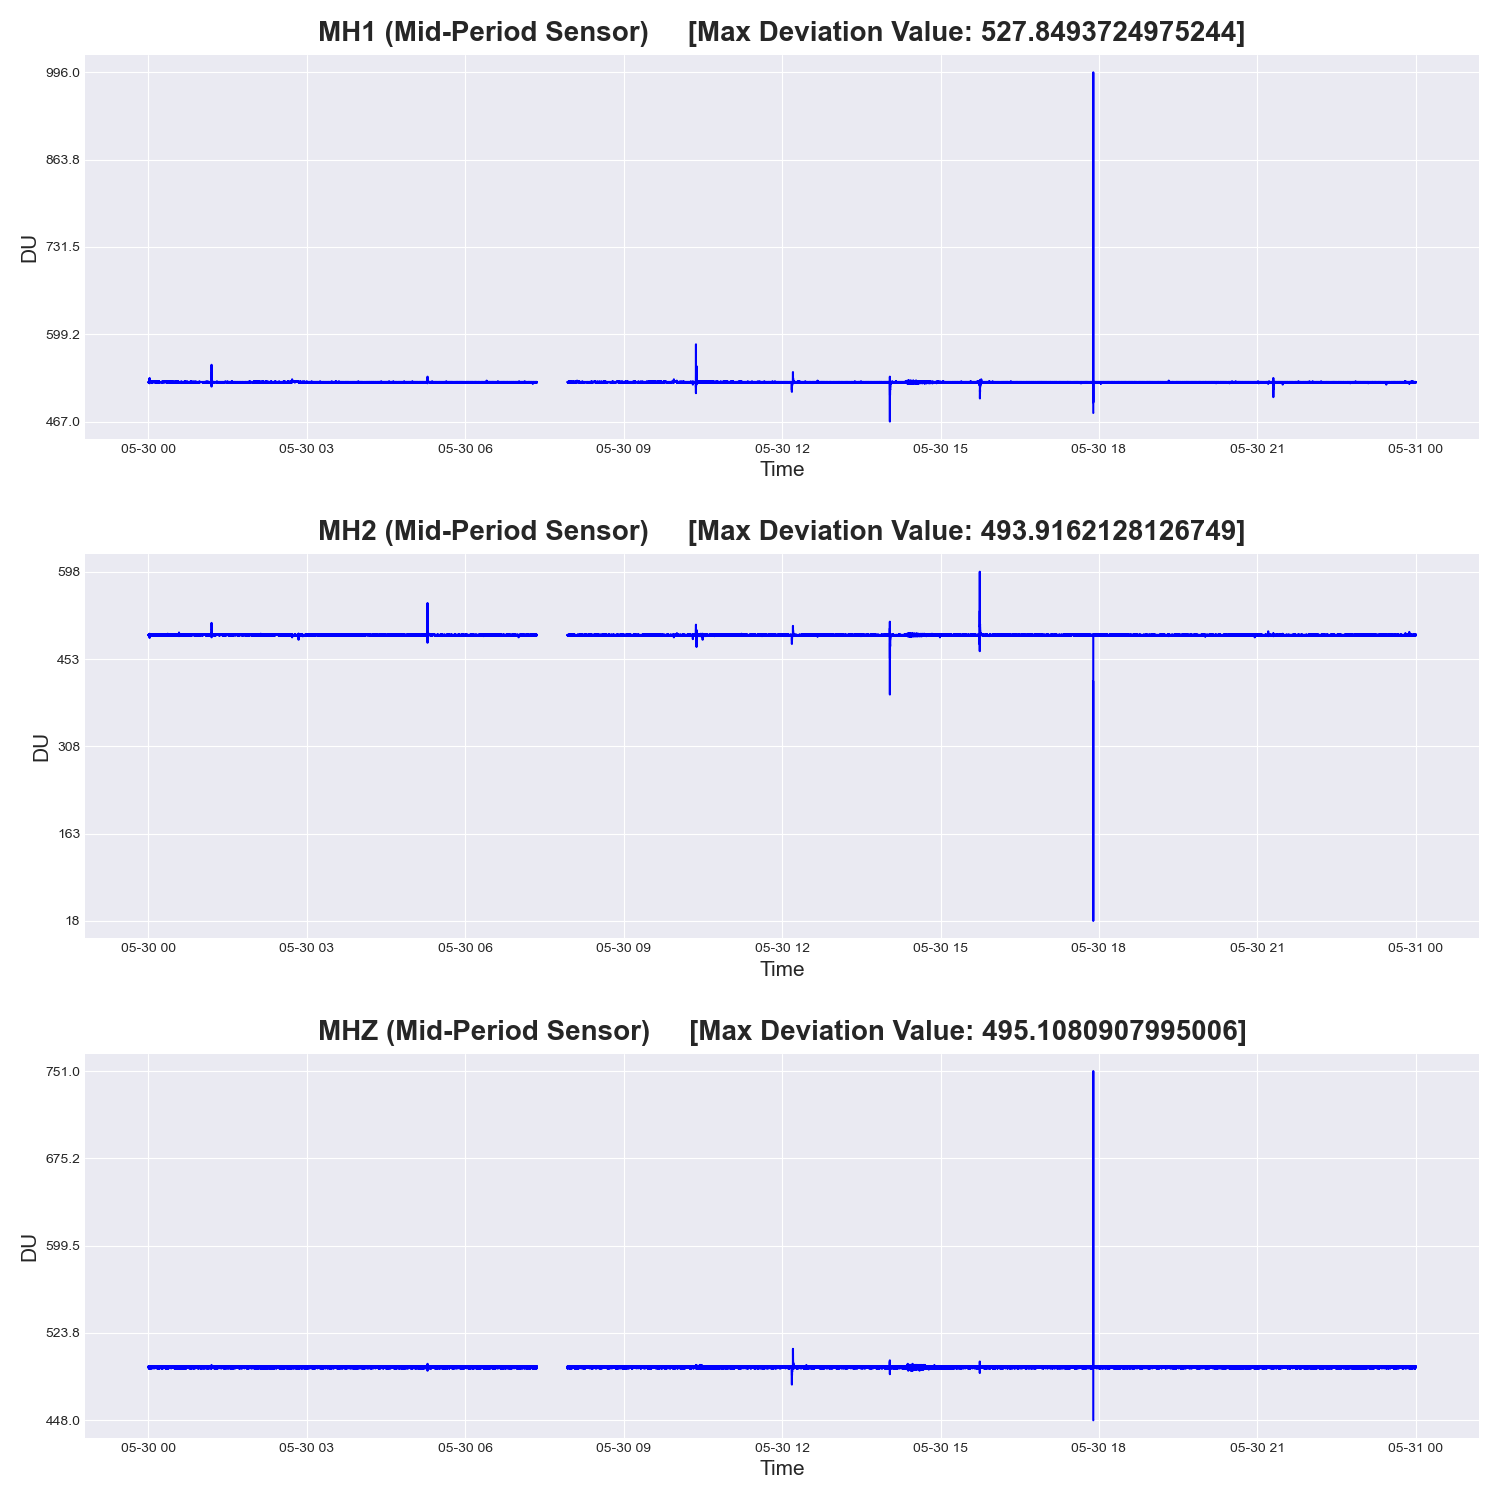 MH1 (Mid-Period Sensor) [Max Deviation Value: 527.8493724975244]
996.0
863.8
731.5
599.2
467.0
DU
05-30 00 05-30 03 05-30 06 05-30 09 05-30 12 05-30 15 05-30 18 05-30 21 05-31 00
Time
MH2 (Mid-Period Sensor) [Max Deviation Value: 493.9162128126749]
598
453
308
163
18
DU
05-30 00 05-30 03 05-30 06 05-30 09 05-30 12 05-30 15 05-30 18 05-30 21 05-31 00
Time
MHZ (Mid-Period Sensor) [Max Deviation Value: 495.1080907995006]
751.0
675.2
599.5
523.8
448.0
DU
05-30 00 05-30 03 05-30 06 05-30 09 05-30 12 05-30 15 05-30 18 05-30 21 05-31 00
Time